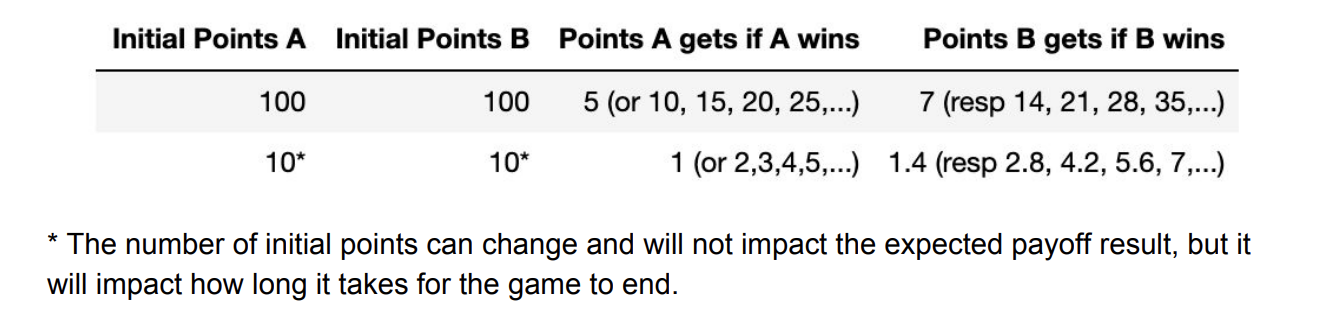 Initial Points A Initial Points B Points A gets if A wins Points B gets if B wins
100 100 5 (or 10, 15, 20, 25,...) 7 (resp 14, 21, 28, 35,...)
10* 10* 1 (or 2,3,4,5,...) 1.4 (resp 2.8, 4.2, 5.6, 7,...)
* The number of initial points can change and will not impact the expected payoff result, but it
will impact how long it takes for the game to end.